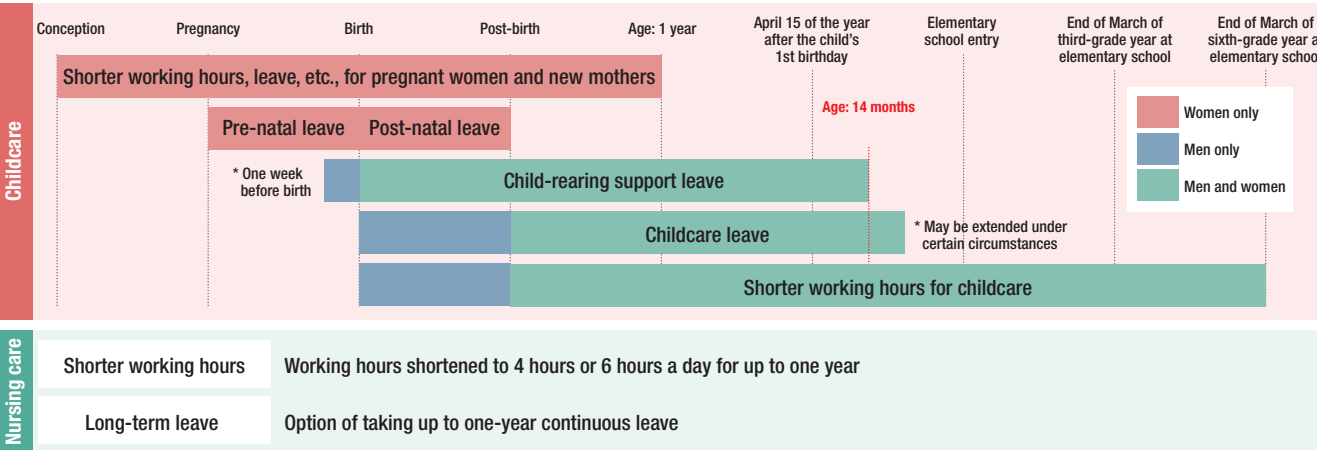 Conception
Pregnancy
Birth
Post-birth
Age: 1 year
April 15 of the year
after the child's
1st birthday
Elementary
school entry
End of March of
third-grade year at
elementary school
End of March of
sixth-grade year a
elementary schoo
Childcare
Shorter working hours, leave, etc., for pregnant women and new mothers
Age: 14 months
Women only
Men only
Men and women
Pre-natal leave
Post-natal leave
* One week
before birth
Child-rearing support leave
Childcare leave
* May be extended under
certain circumstances
Shorter working hours for childcare
Nursing care
Shorter working hours
Working hours shortened to 4 hours or 6 hours a day for up to one year
Long-term leave
Option of taking up to one-year continuous leave